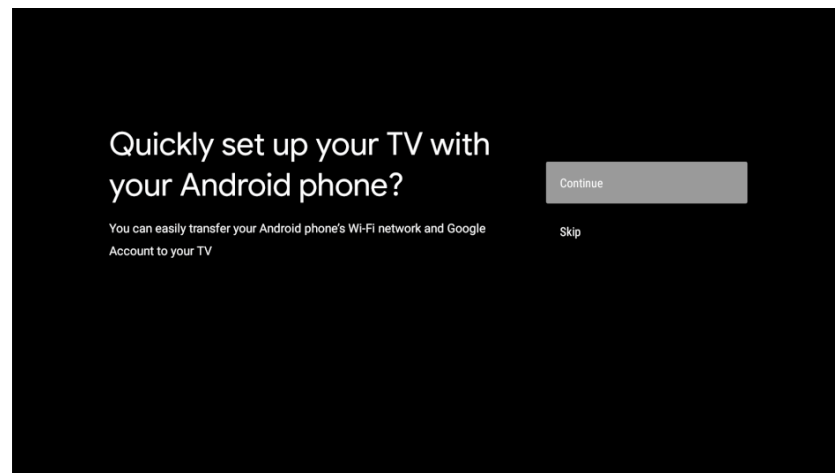 Quickly set up your TV with
your Android phone?
You can easily transfer your Android phone's Wi-Fi network and Google
Account to your TV
Continue
Skip